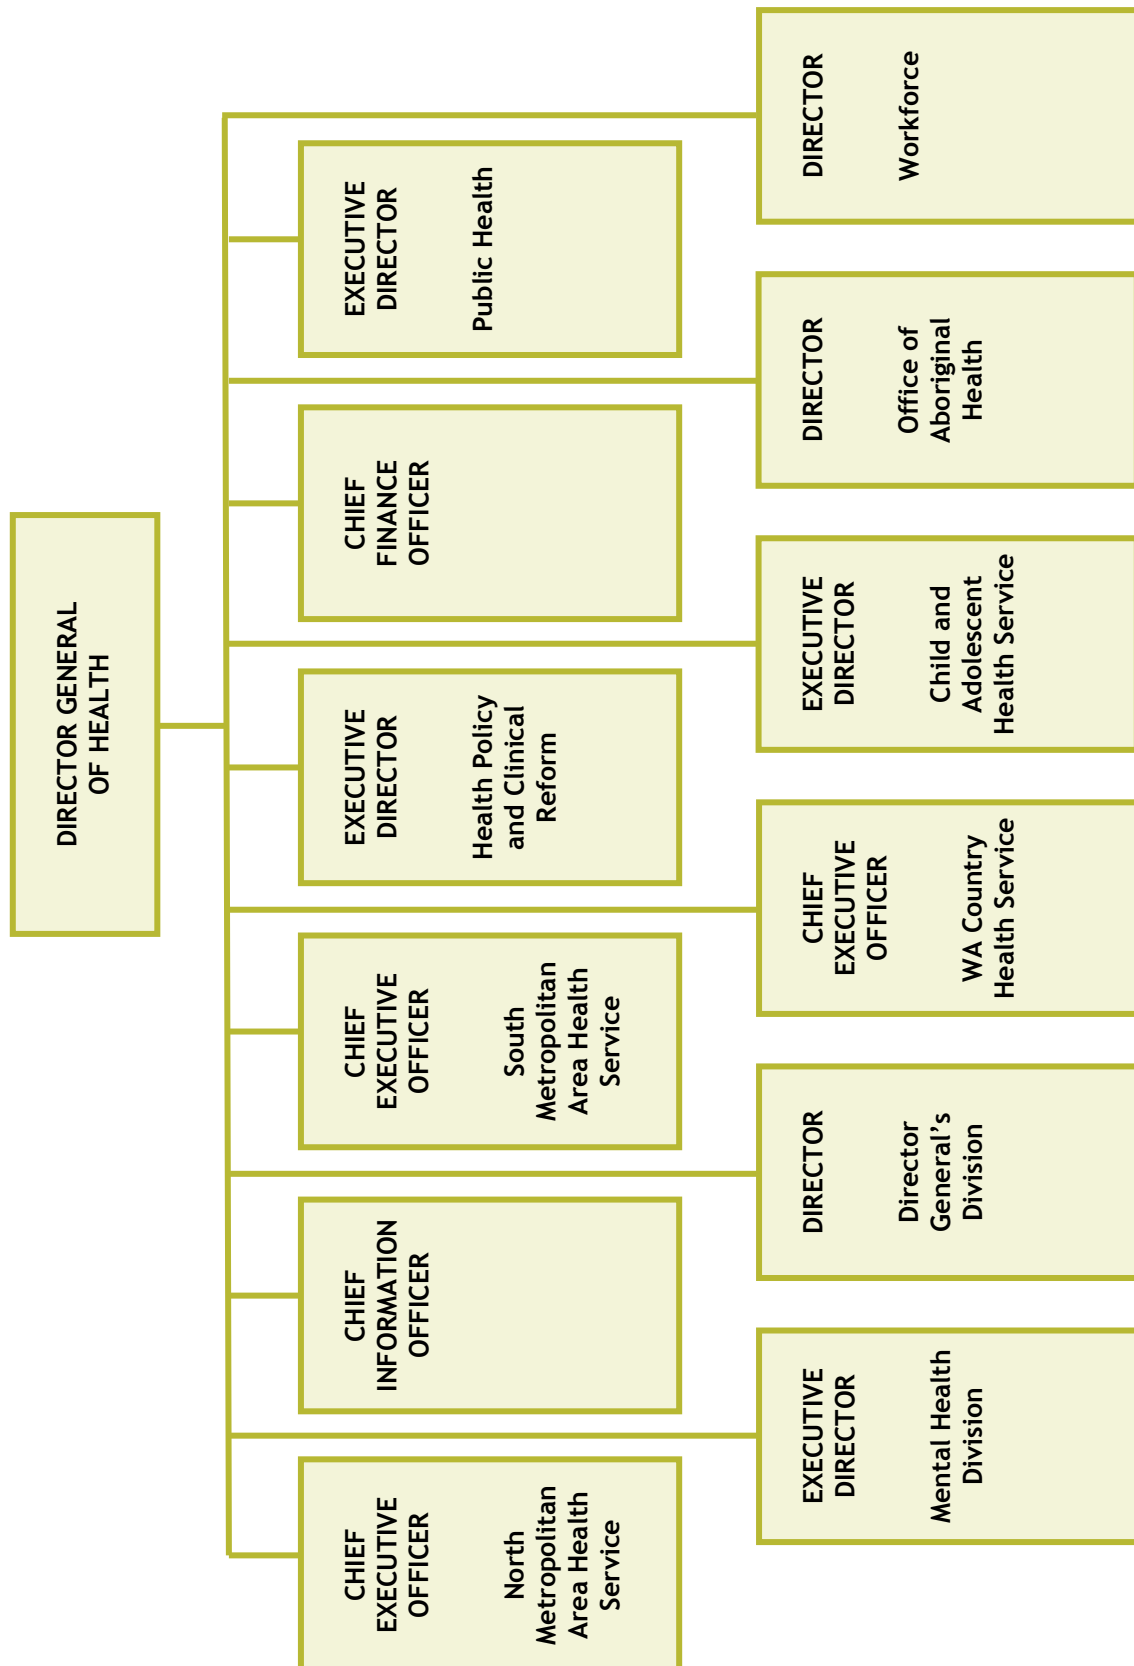 DIRECTOR GENERAL
OF HEALTH
CHIEF
EXECUTIVE
OFFICER
North
Metropolitan
Area Health
Service
CHIEF
INFORMATION
OFFICER
CHIEF
EXECUTIVE
OFFICER
South
Metropolitan
Area Health
Service
EXECUTIVE
DIRECTOR
Health Policy
and Clinical
Reform
CHIEF
FINANCE
OFFICER
EXECUTIVE
DIRECTOR
Public Health
EXECUTIVE
DIRECTOR
Mental Health
Division
DIRECTOR
Director
General’s
Division
CHIEF
EXECUTIVE
OFFICER
WA Country
Health Service
EXECUTIVE
DIRECTOR
Child and
Adolescent
Health Service
DIRECTOR
Office of
Aboriginal
Health
DIRECTOR
Workforce